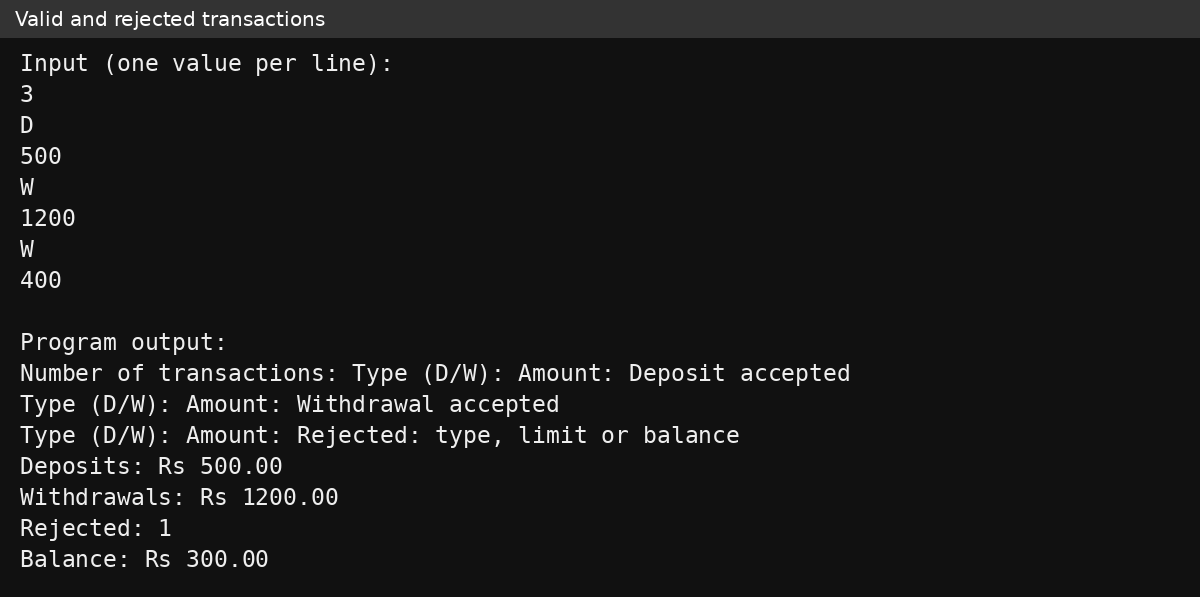 Valid and rejected transactions
Input (one value per line):
3
D
500
W
1200
W
400
Program output:
Number of transactions: Type (D/W): Amount: Deposit accepted
Type (D/W): Amount: Withdrawal accepted
Type (D/W): Amount: Rejected: type, limit or balance
Deposits: Rs 500.00
Withdrawals: Rs 1200.00
Rejected: 1
Balance: Rs 300.00